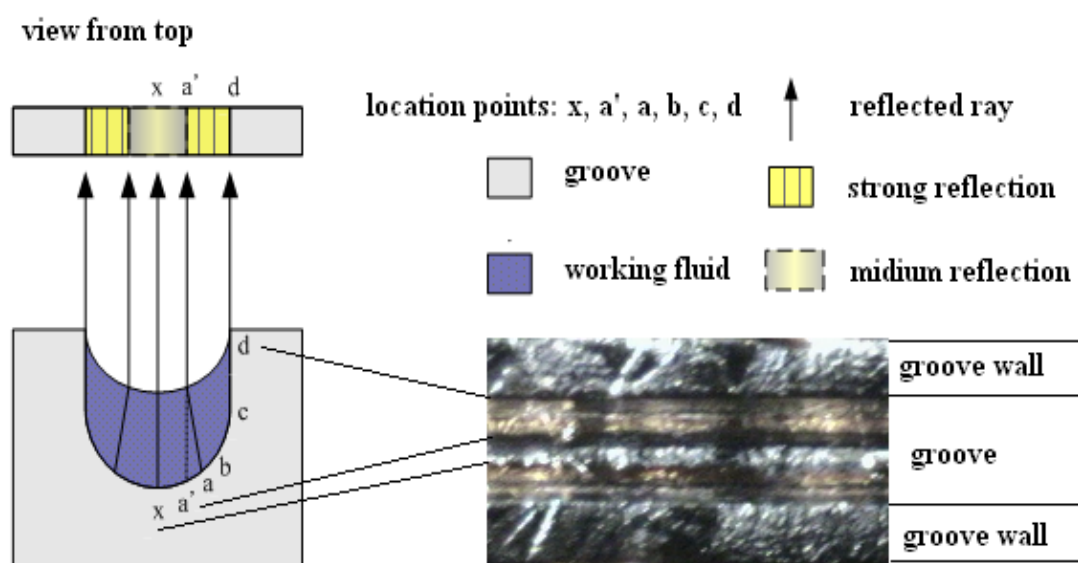 view from top
x a' d
location points: x, a', a, b, c, d
reflected ray
groove
strong reflection
working fluid
midium reflection
d
c
b
a
a'
x
groove wall
groove
groove wall